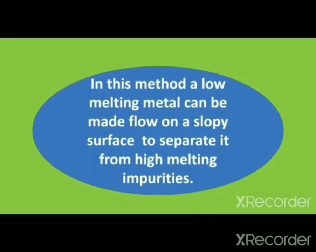 In this method a low
melting metal can be
made flow on a slopy
surface to separate it
from high melting
impurities.
XRecorder
XRecorder